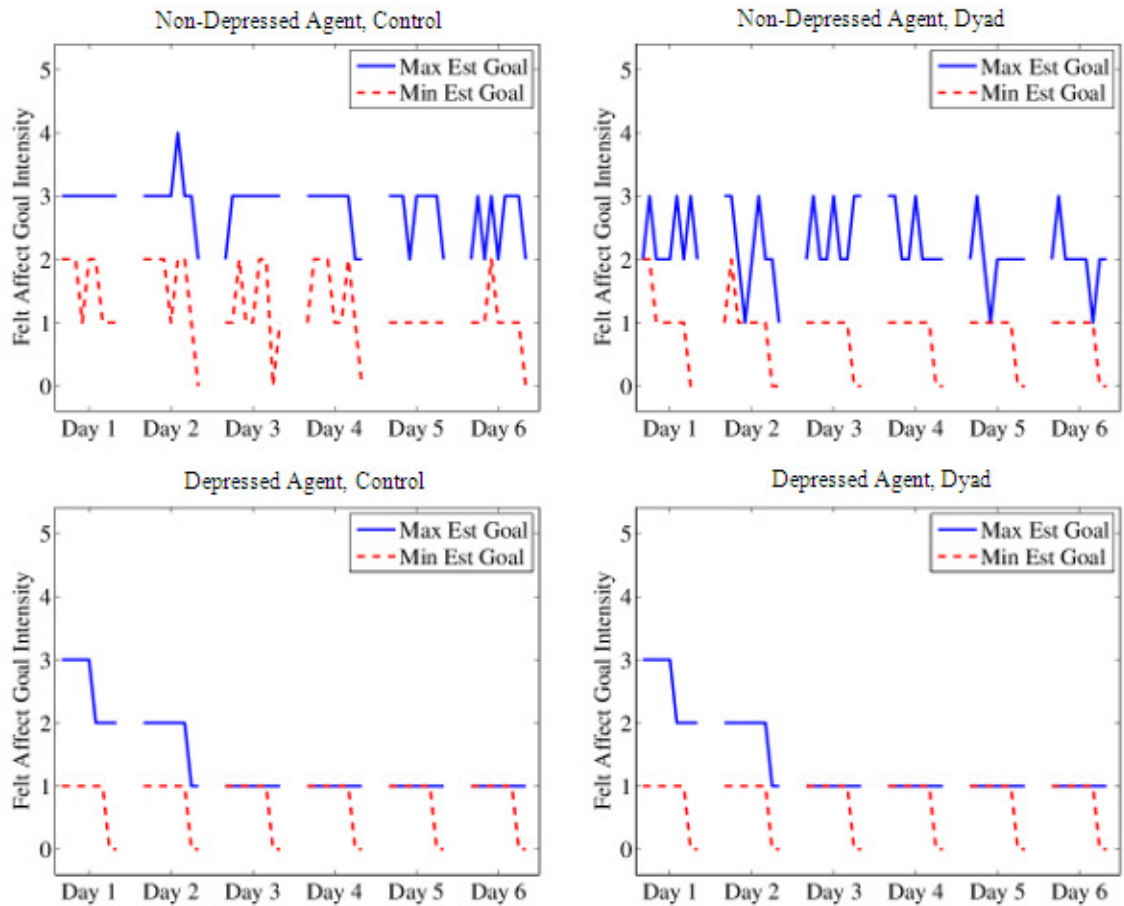 Non-Depressed Agent, Control
Max Est Goal
Min Est Goal
Felt Affect Goal Intensity
5
4
3
2
1
0
Day 1 Day 2 Day 3 Day 4 Day 5 Day 6
Non-Depressed Agent, Dyad
Max Est Goal
Min Est Goal
Felt Affect Goal Intensity
5
4
3
2
1
0
Day 1 Day 2 Day 3 Day 4 Day 5 Day 6
Depressed Agent, Control
Max Est Goal
Min Est Goal
Felt Affect Goal Intensity
5
4
3
2
1
0
Day 1 Day 2 Day 3 Day 4 Day 5 Day 6
Depressed Agent, Dyad
Max Est Goal
Min Est Goal
Felt Affect Goal Intensity
5
4
3
2
1
0
Day 1 Day 2 Day 3 Day 4 Day 5 Day 6